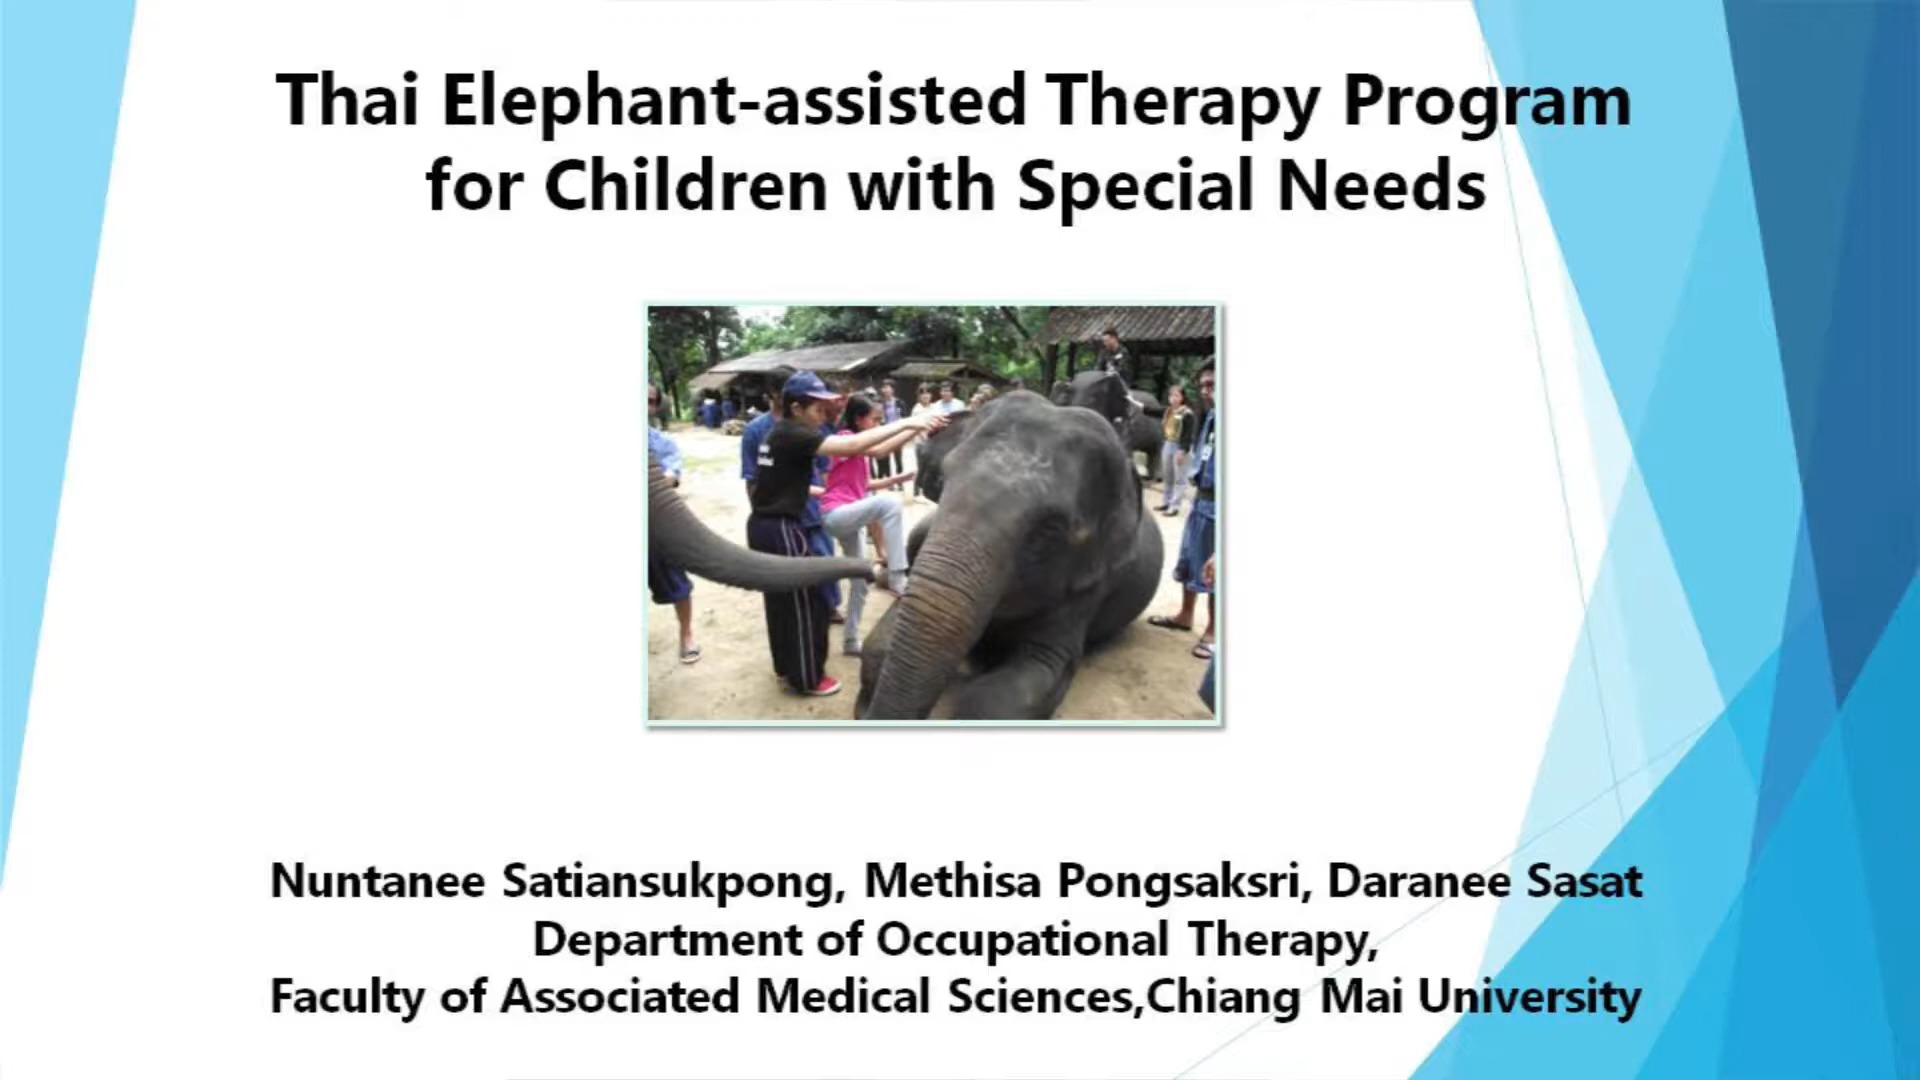 Thai Elephant-assisted Therapy Program
for Children with Special Needs
Nuntanee Satiansukpong, Methisa Pongsaksri, Daranee Sasat
Department of Occupational Therapy,
Faculty of Associated Medical Sciences,Chiang Mai University